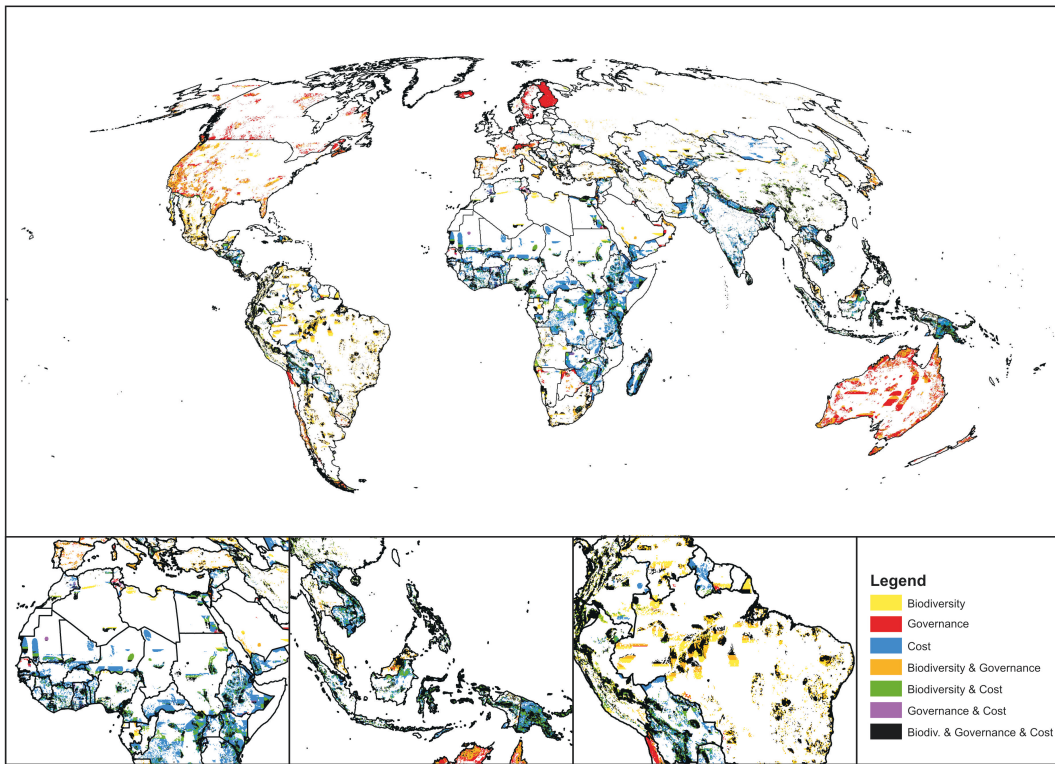 Legend
Biodiversity
Governance
Cost
Biodiversity & Governance
Biodiversity & Cost
Governance & Cost
Biodiv. & Governance & Cost